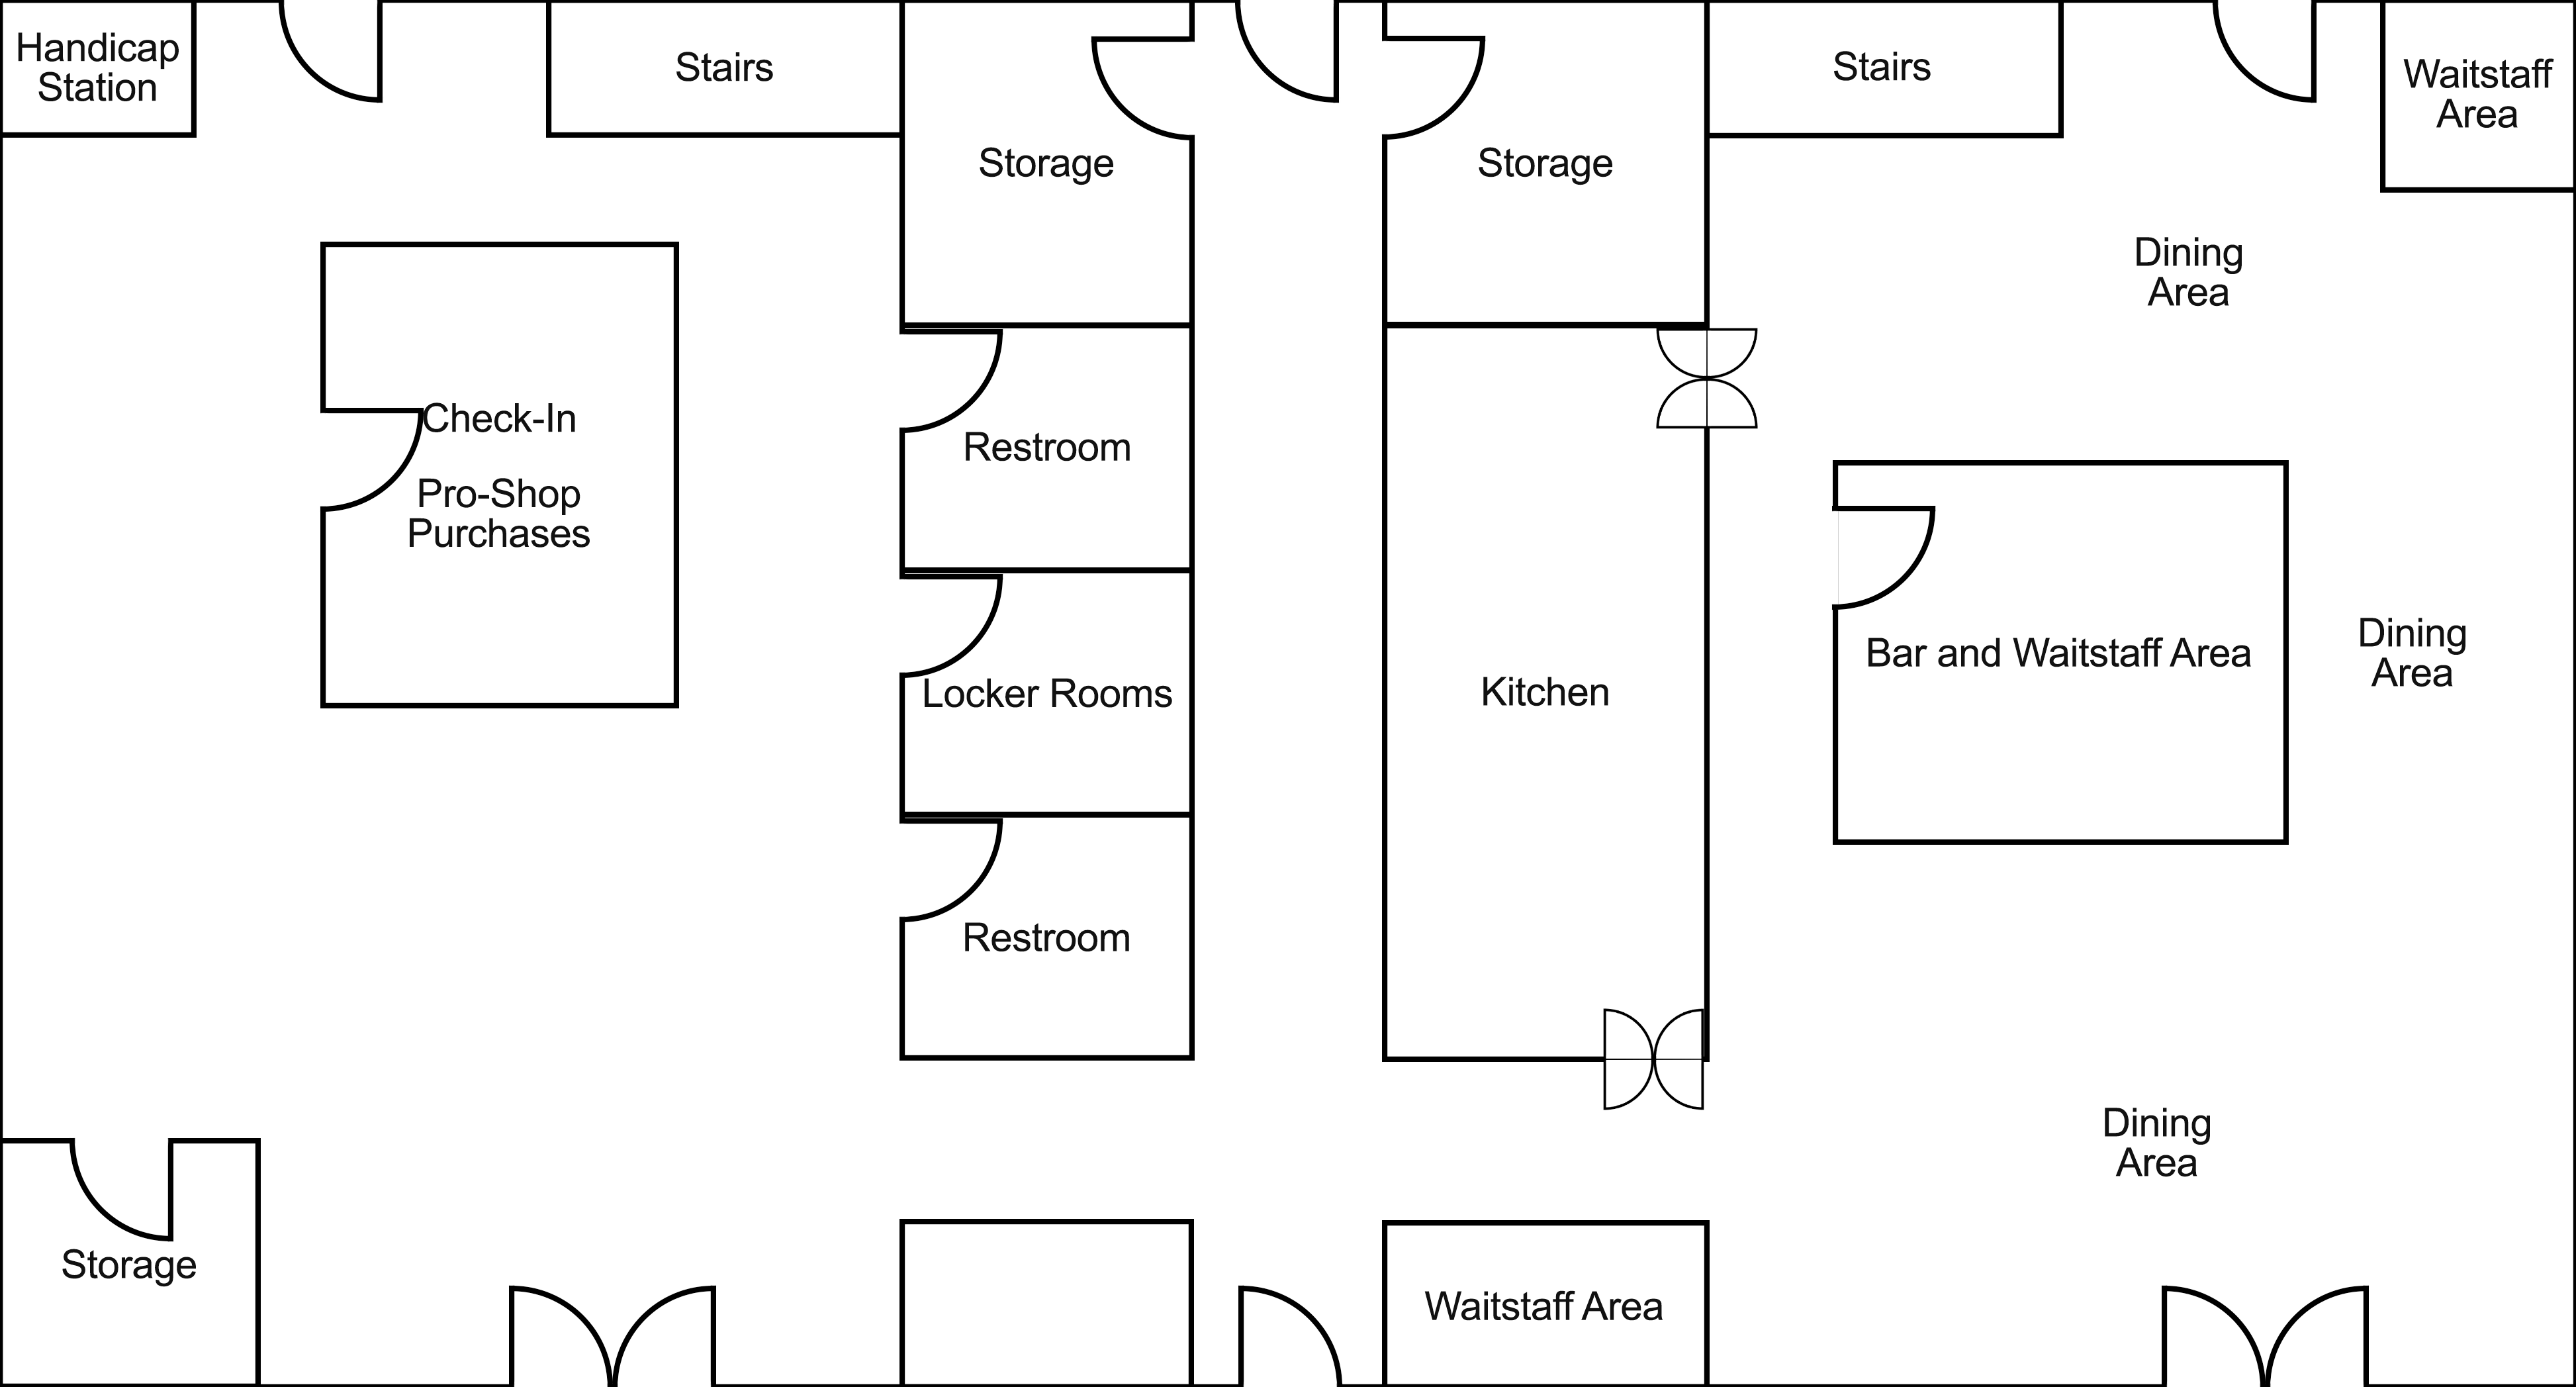 Handicap
Station
Stairs
Storage
Storage
Stairs
Waitstaff
Area
Dining
Area
Check-In
Pro-Shop
Purchases
Restroom
Locker Rooms
Kitchen
Bar and Waitstaff Area
Dining
Area
Restroom
Dining
Area
Storage
Waitstaff Area